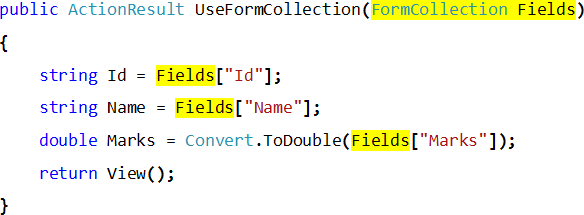 public ActionResult UseFormCollection(FormCollection Fields)
{
string Id = Fields["Id"];
string Name = Fields["Name"];
double Marks = Convert.ToDouble(Fields["Marks"]);
return View();
}